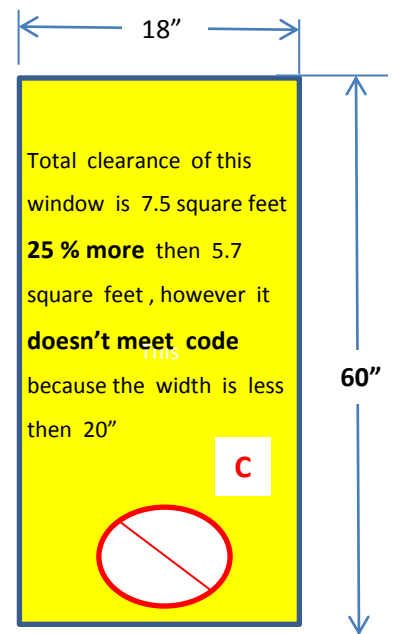 18”
Total clearance of this
window is 7.5 square feet
25 % more then 5.7
square feet , however it
doesn’t meet code
This
because the width is less
then 20”
60”
C